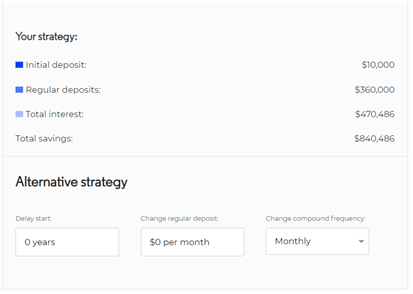 Your strategy:
Initial deposit: $10,000
Regular deposits: $360,000
Total interest: $470,486
Total savings: $840,486
Alternative strategy
Delay start: Change regular deposit: Change compound frequency:
0 years $0 per month Monthly